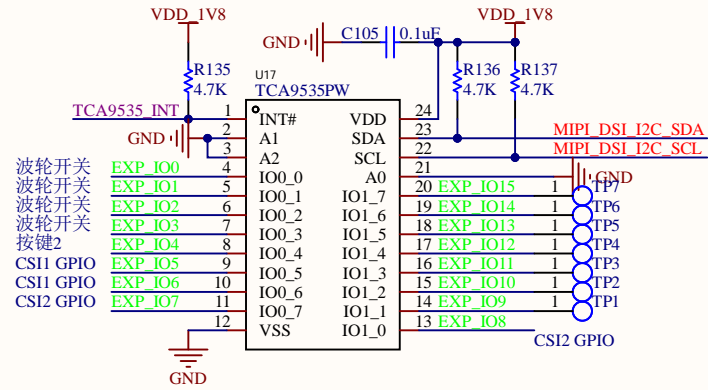 VDD_1V8
VDD_1V8
GND
C105
0.1uF
R135
4.7K
R136
4.7K
R137
4.7K
U17
TCA9535PW
TCA9535_INT 1 INT# VDD 24
GND 2 A1 SDA 23 MIPI_DSI_I2C_SDA
3 A2 SCL 22 MIPI_DSI_I2C_SCL
波轮开关 EXP_IO0 4 IO0_0 A0 21 GND
波轮开关 EXP_IO1 5 IO0_1 IO1_7 20 EXP_IO15 1 TP7
波轮开关 EXP_IO2 6 IO0_2 IO1_6 19 EXP_IO14 1 TP6
波轮开关 EXP_IO3 7 IO0_3 IO1_5 18 EXP_IO13 1 TP5
按键2 EXP_IO4 8 IO0_4 IO1_4 17 EXP_IO12 1 TP4
CSI1 GPIO EXP_IO5 9 IO0_5 IO1_3 16 EXP_IO11 1 TP3
CSI1 GPIO EXP_IO6 10 IO0_6 IO1_2 15 EXP_IO10 1 TP2
CSI2 GPIO EXP_IO7 11 IO0_7 IO1_1 14 EXP_IO9 1 TP1
12 VSS IO1_0 13 EXP_IO8
CSI2 GPIO
GND